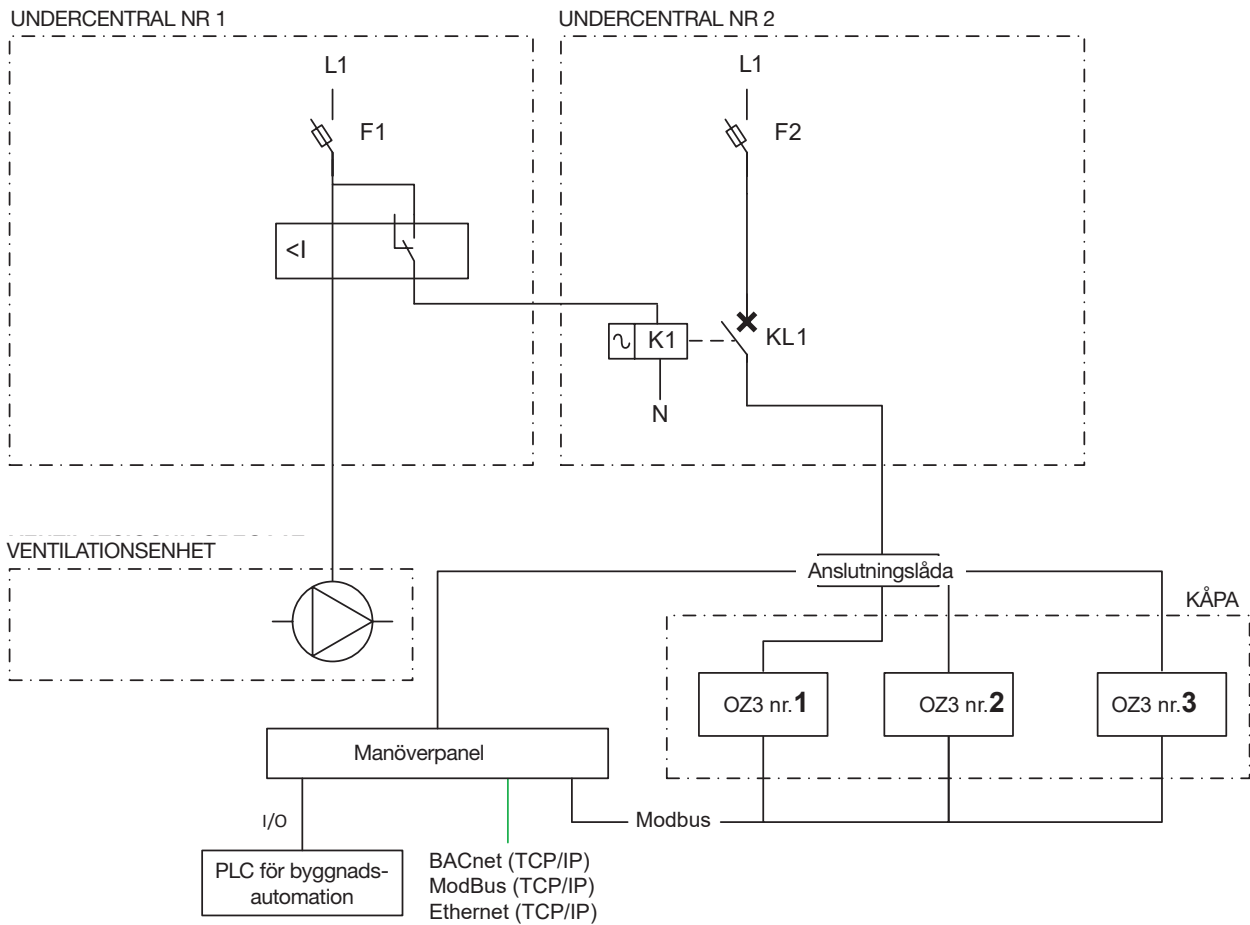 UNDERCENTRAL NR 1
UNDERCENTRAL NR 2
L1
L1
F1
F2
<I
K1
KL1
N
VENTILATIONSENHET
Anslutningslåda
KÅPA
OZ3 nr.1
OZ3 nr.2
OZ3 nr.3
Manöverpanel
I/O
Modbus
PLC för byggnads-
automation
BACnet (TCP/IP)
ModBus (TCP/IP)
Ethernet (TCP/IP)